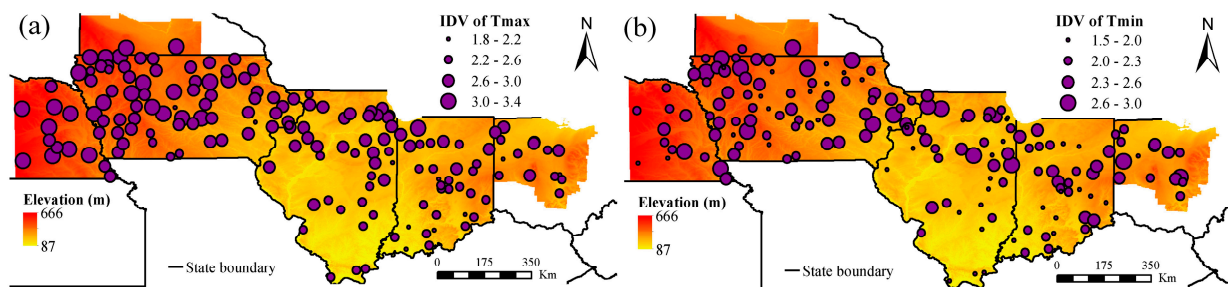 (a)
IDV of Tmax
1.8 - 2.2
2.2 - 2.6
2.6 - 3.0
3.0 - 3.4
N
Elevation (m)
666
87
State boundary
0 175 350
Km
(b)
IDV of Tmin
1.5 - 2.0
2.0 - 2.3
2.3 - 2.6
2.6 - 3.0
N
Elevation (m)
666
87
State boundary
0 175 350
Km